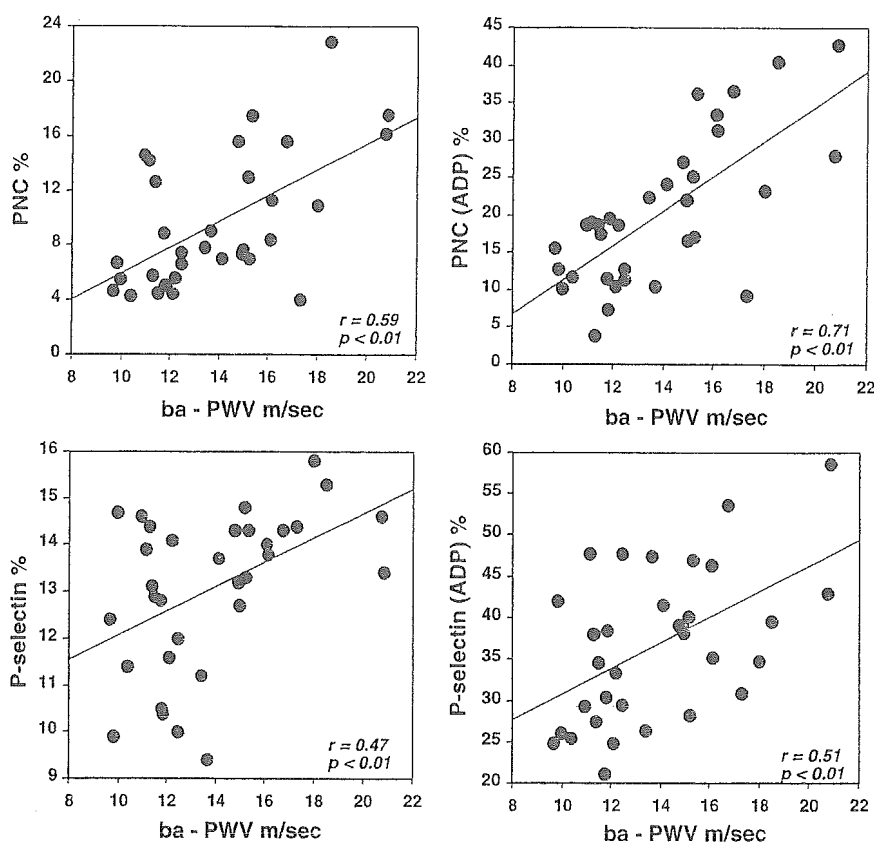 24
20
16
12
8
4
0
PNC %
8 10 12 14 16 18 20 22
ba - PWV m/sec
r = 0.59
p < 0.01
45
40
35
30
25
20
15
10
5
0
PNC (ADP) %
8 10 12 14 16 18 20 22
ba - PWV m/sec
r = 0.71
p < 0.01
16
15
14
13
12
11
10
9
P-selectin %
8 10 12 14 16 18 20 22
ba - PWV m/sec
r = 0.47
p < 0.01
60
55
50
45
40
35
30
25
20
P-selectin (ADP) %
8 10 12 14 16 18 20 22
ba - PWV m/sec
r = 0.51
p < 0.01